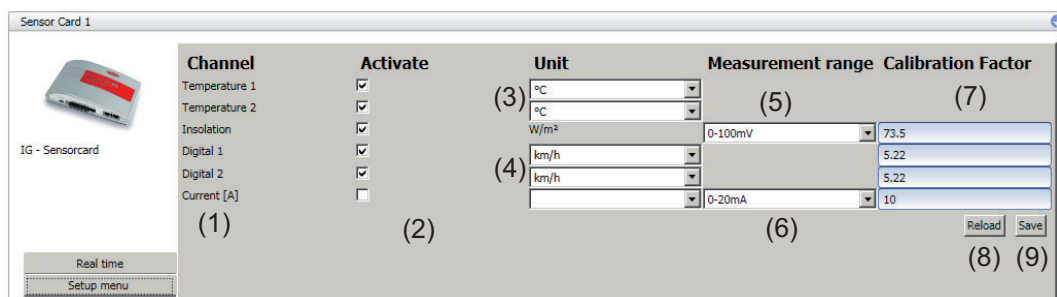 Sensor Card 1
Channel Activate Unit Measurement range Calibration Factor
Temperature 1 (3) °C (7)
Temperature 2 °C (5)
Insolation W/m² 0-100mV 73.5
IG - Sensorcard
Digital 1 km/h 5.22
(4)
Digital 2 km/h 5.22
Current [A] 0-20mA 10
(1) (2) (6) Reload Save
(8) (9)
Real time
Setup menu